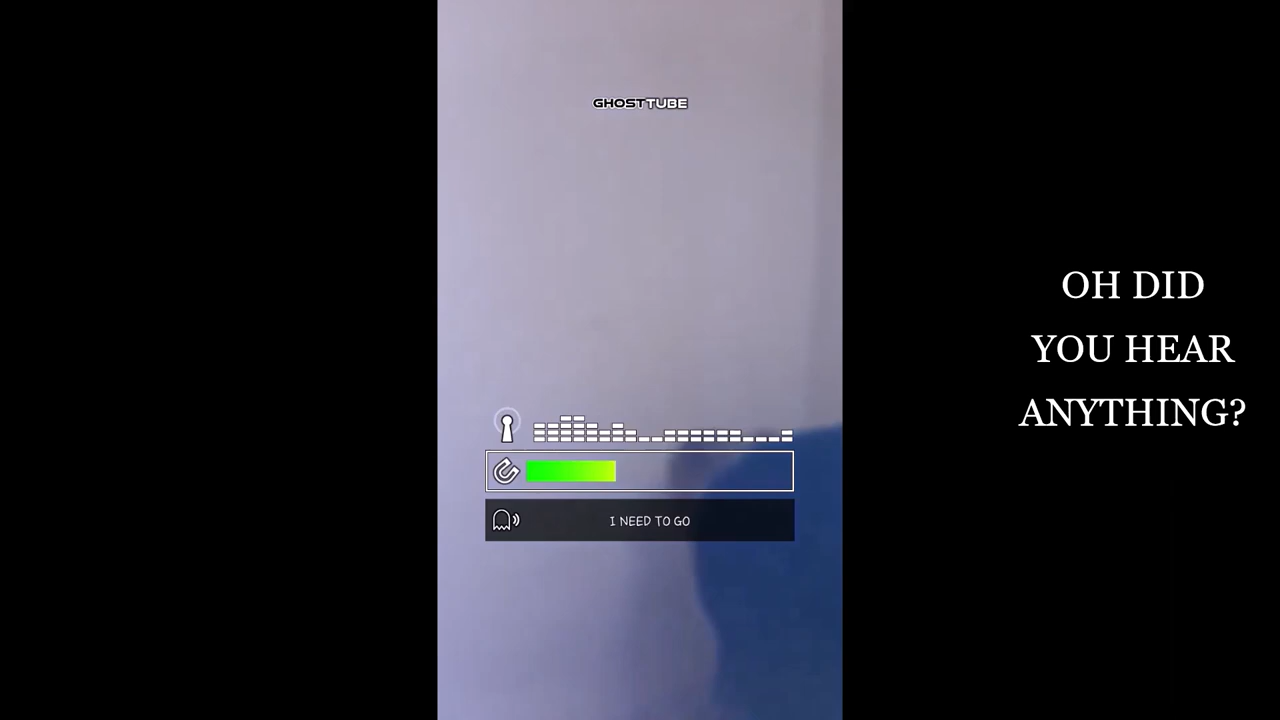 GHOSTTUBE
I NEED TO GO
OH DID
YOU HEAR
ANYTHING?